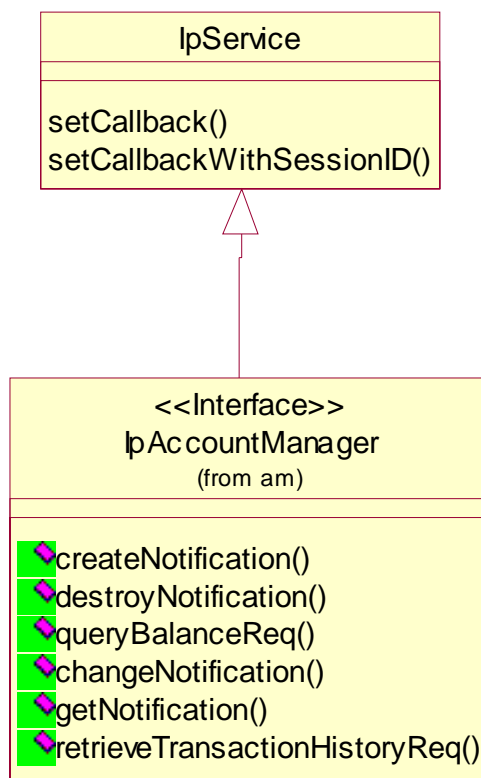 IpService
setCallback()
setCallbackWithSessionID()
<<Interface>>
IpAccountManager
(from am)
createNotification()
destroyNotification()
queryBalanceReq()
changeNotification()
getNotification()
retrieveTransactionHistoryReq()